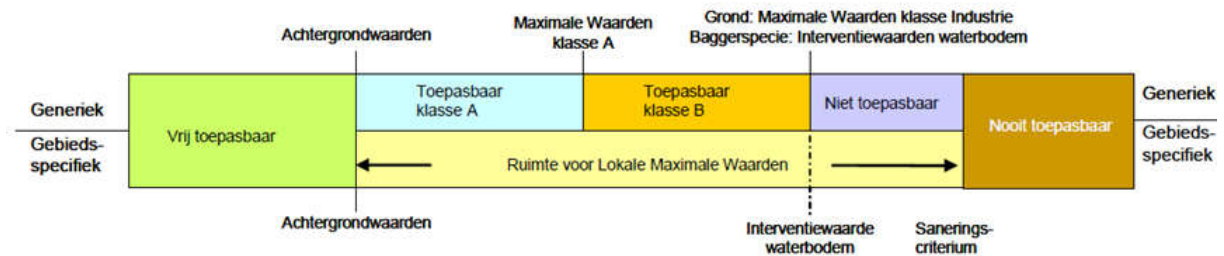 Achtergrondwaarden
Maximale Waarden
klasse A
Grond: Maximale Waarden klasse Industrie
Baggerspecie: Interventiewaarden waterbodem
Generiek
Gebieds-
specifiek
Vrij toepasbaar
Toepasbaar
klasse A
Toepasbaar
klasse B
Niet toepasbaar
Nooit toepasbaar
Generiek
Gebieds-
specifiek
Ruimte voor Lokale Maximale Waarden
Achtergrondwaarden
Interventiewaarde
waterbodem
Sanerings-
criterium